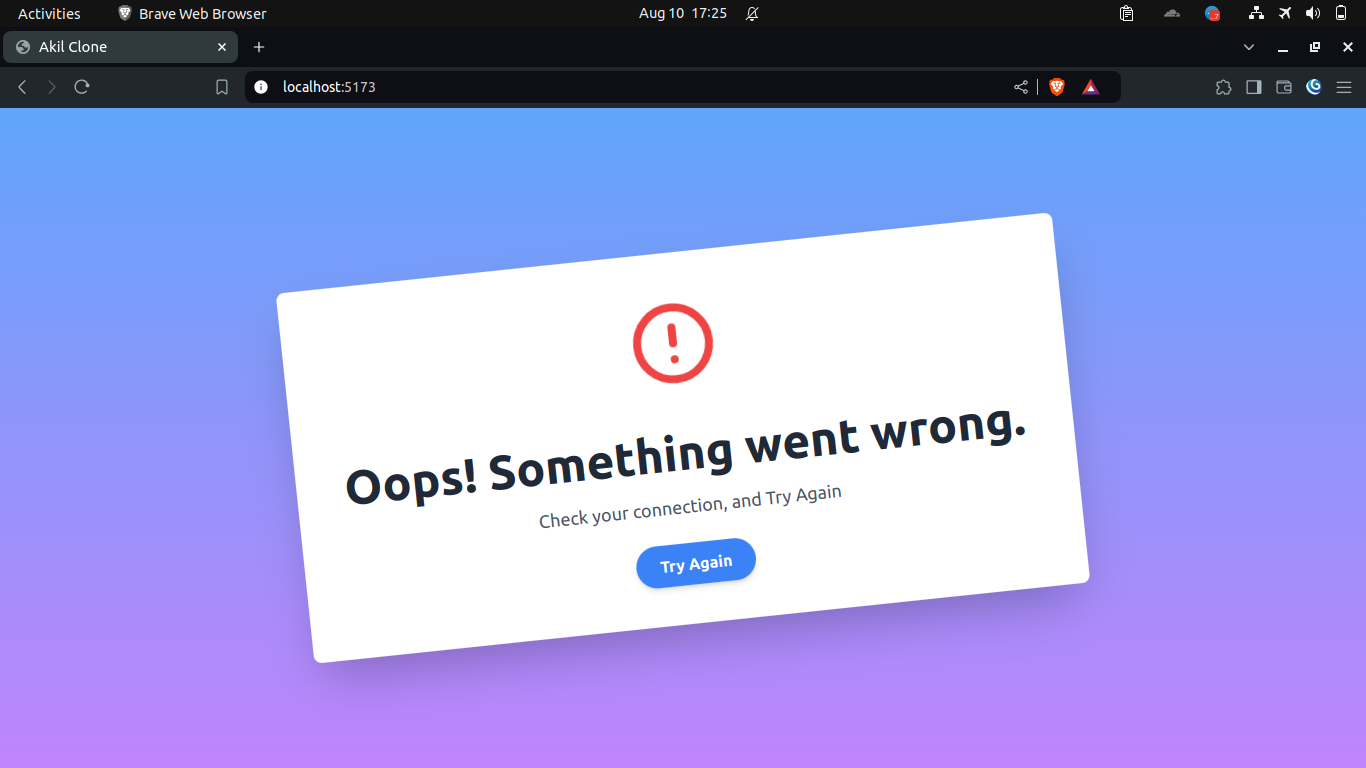 Activities
Brave Web Browser
Aug 10 17:25
Akil Clone
localhost:5173
Oops! Something went wrong.
Check your connection, and Try Again
Try Again